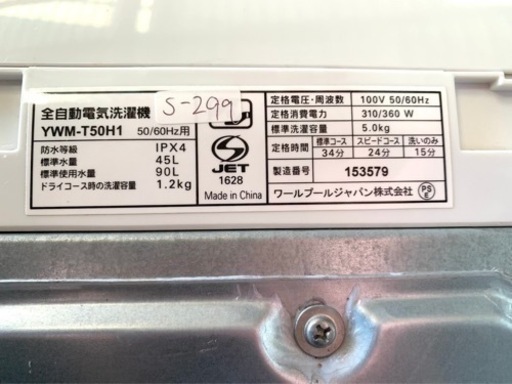 全自動電気洗濯機
S-299
YWM-T50H1 50/60Hz用
防水等級 IPX4
標準水量 45L
標準使用水量 90L
ドライコース時の洗濯容量 1.2kg
S
JET
1628
Made in China
定格電圧・周波数 100V 50/60Hz
定格消費電力 310/360 W
標準洗濯容量 5.0kg
定格時間 標準コース スピードコース 洗いのみ
34分 24分 15分
製造番号 153579
ワールプールジャパン株式会社
PS
E